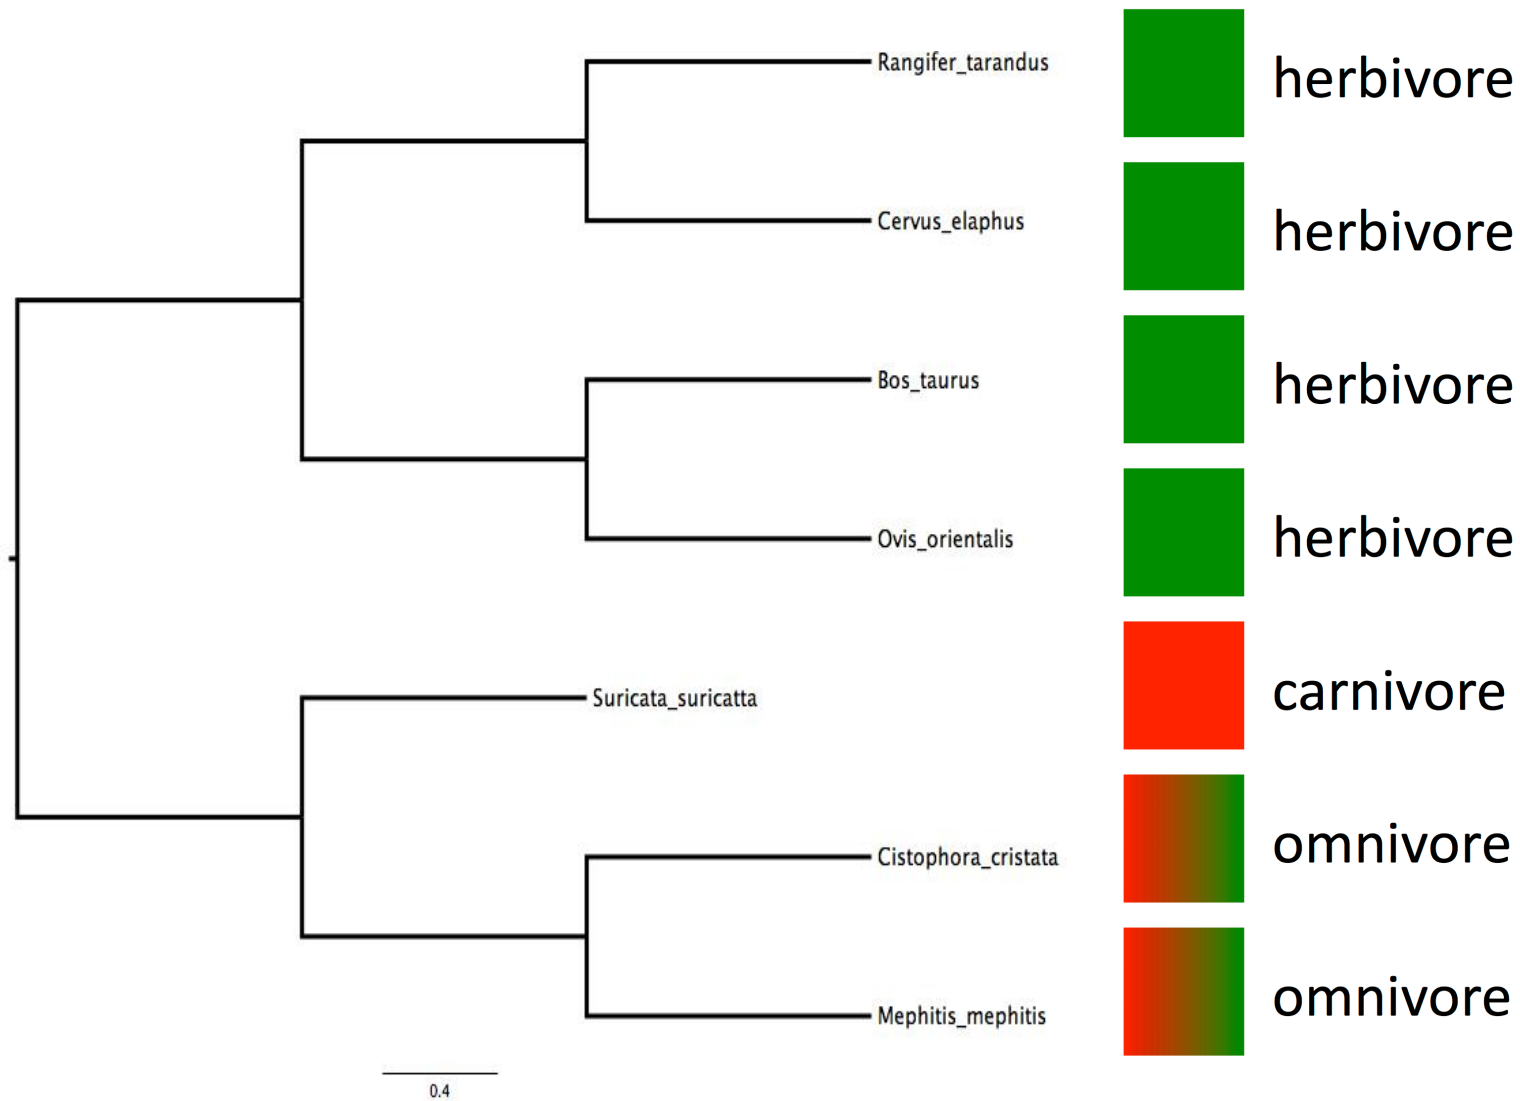 Rangifer_tarandus herbivore
Cervus_elaphus herbivore
Bos_taurus herbivore
Ovis_orientalis herbivore
Suricata_suricatta carnivore
Cistophora_cristata omnivore
Mephitis_mephitis omnivore
0.4